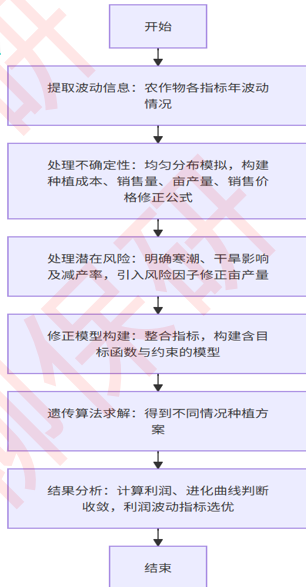 开始
提取波动信息：农作物各指标年波动
情况
处理不确定性：均匀分布模拟，构建
种植成本、销售量、亩产量、销售价
格修正公式
处理潜在风险：明确寒潮、干旱影响
及减产率，引入风险因子修正亩产量
修正模型构建：整合指标，构建含目
标函数与约束的模型
遗传算法求解：得到不同情况种植方
案
结果分析：计算利润、进化曲线判断
收敛，利润波动指标选优
结束
保研
研